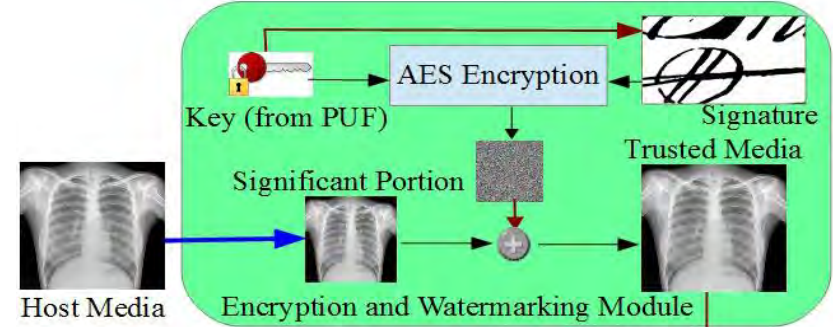 AES Encryption
Key (from PUF)
Signature
Trusted Media
Significant Portion
Host Media
Encryption and Watermarking Module